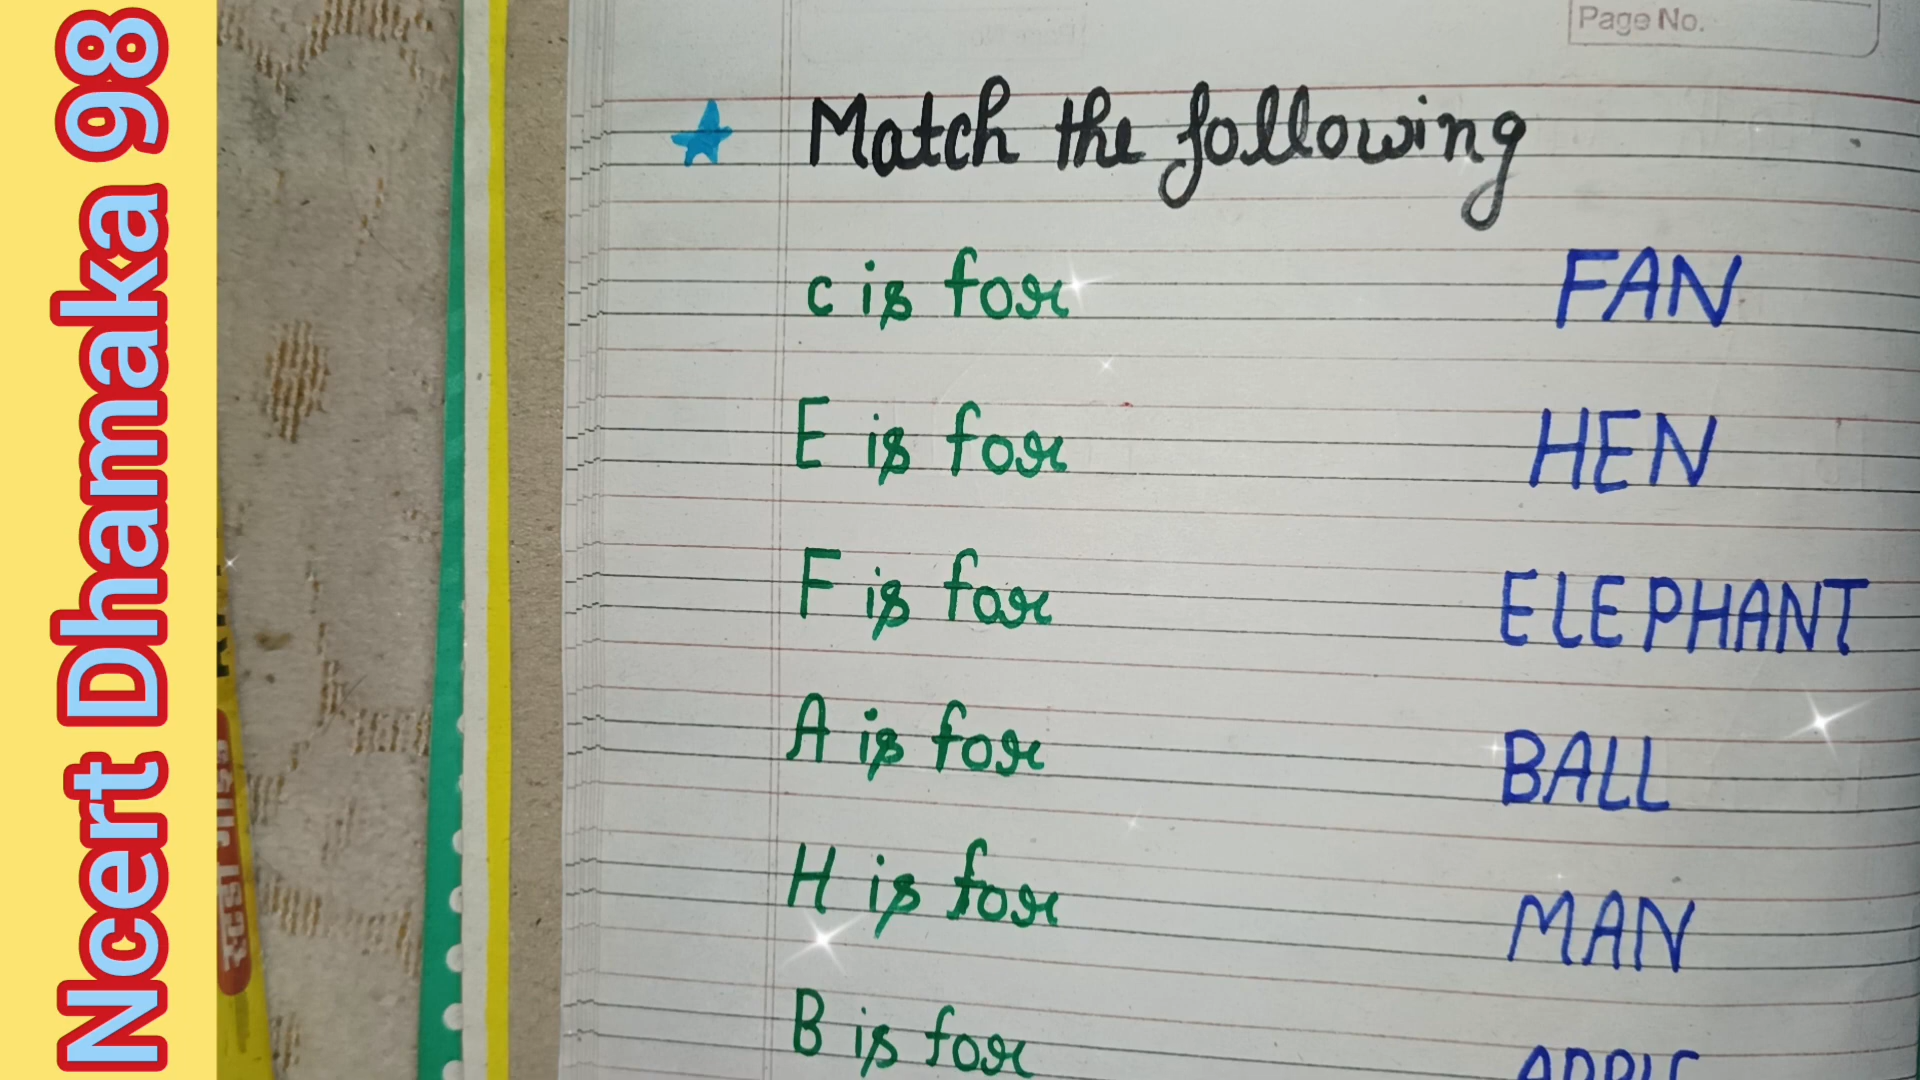 Ncert Dhamaka 98
Page No.
Match the following
c is for FAN
E is for HEN
F is for ELEPHANT
A is for BALL
H is for MAN
B is for APPLE